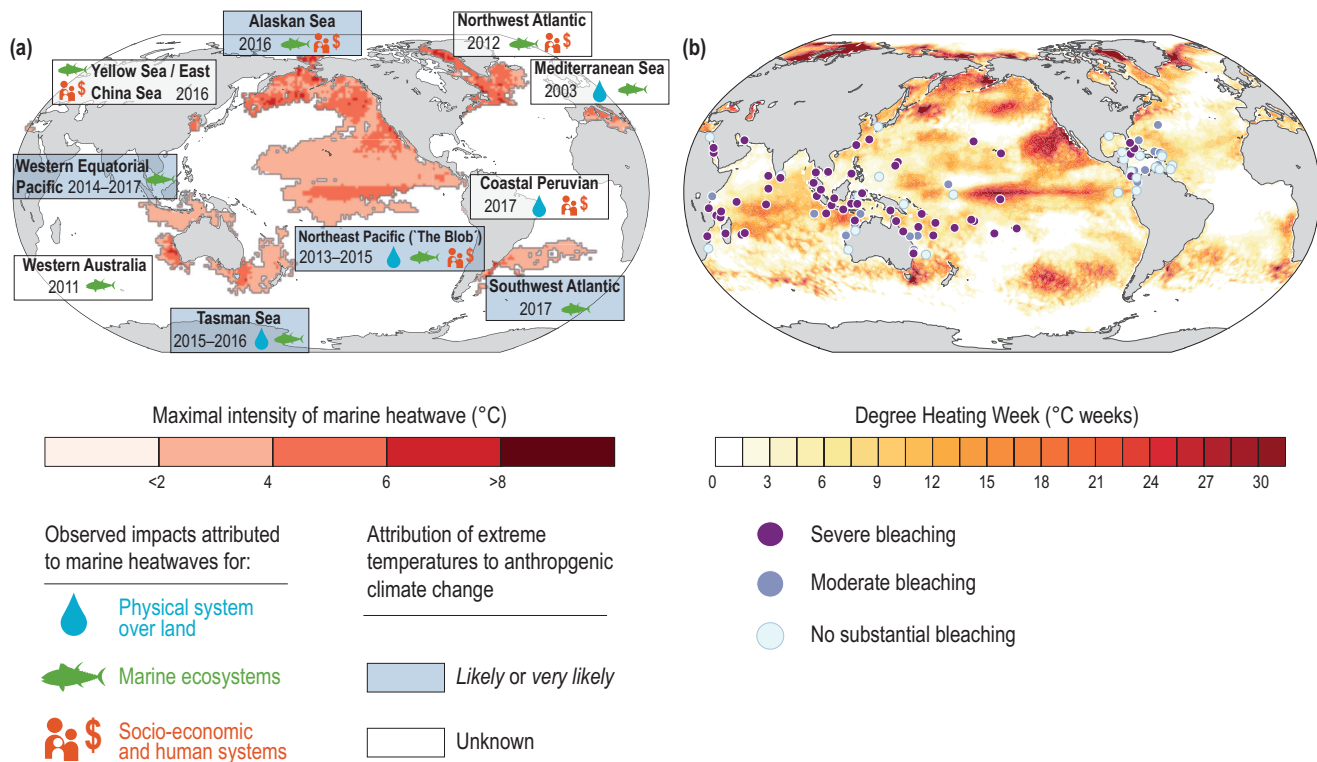 (a)
Alaskan Sea
2016
$
Northwest Atlantic
2012
$
Yellow Sea / East
$ China Sea 2016
Mediterranean Sea
2003
Western Equatorial
Pacific 2014–2017
Coastal Peruvian
2017
$
Northeast Pacific (`The Blob´)
2013–2015
$
Western Australia
2011
Southwest Atlantic
2017
Tasman Sea
2015–2016
(b)
Maximal intensity of marine heatwave (°C)
<2 4 6 >8
Observed impacts attributed
to marine heatwaves for:
Physical system
over land
Marine ecosystems
$
Socio-economic
and human systems
Attribution of extreme
temperatures to anthropgenic
climate change
Likely or very likely
Unknown
Degree Heating Week (°C weeks)
0 3 6 9 12 15 18 21 24 27 30
Severe bleaching
Moderate bleaching
No substantial bleaching